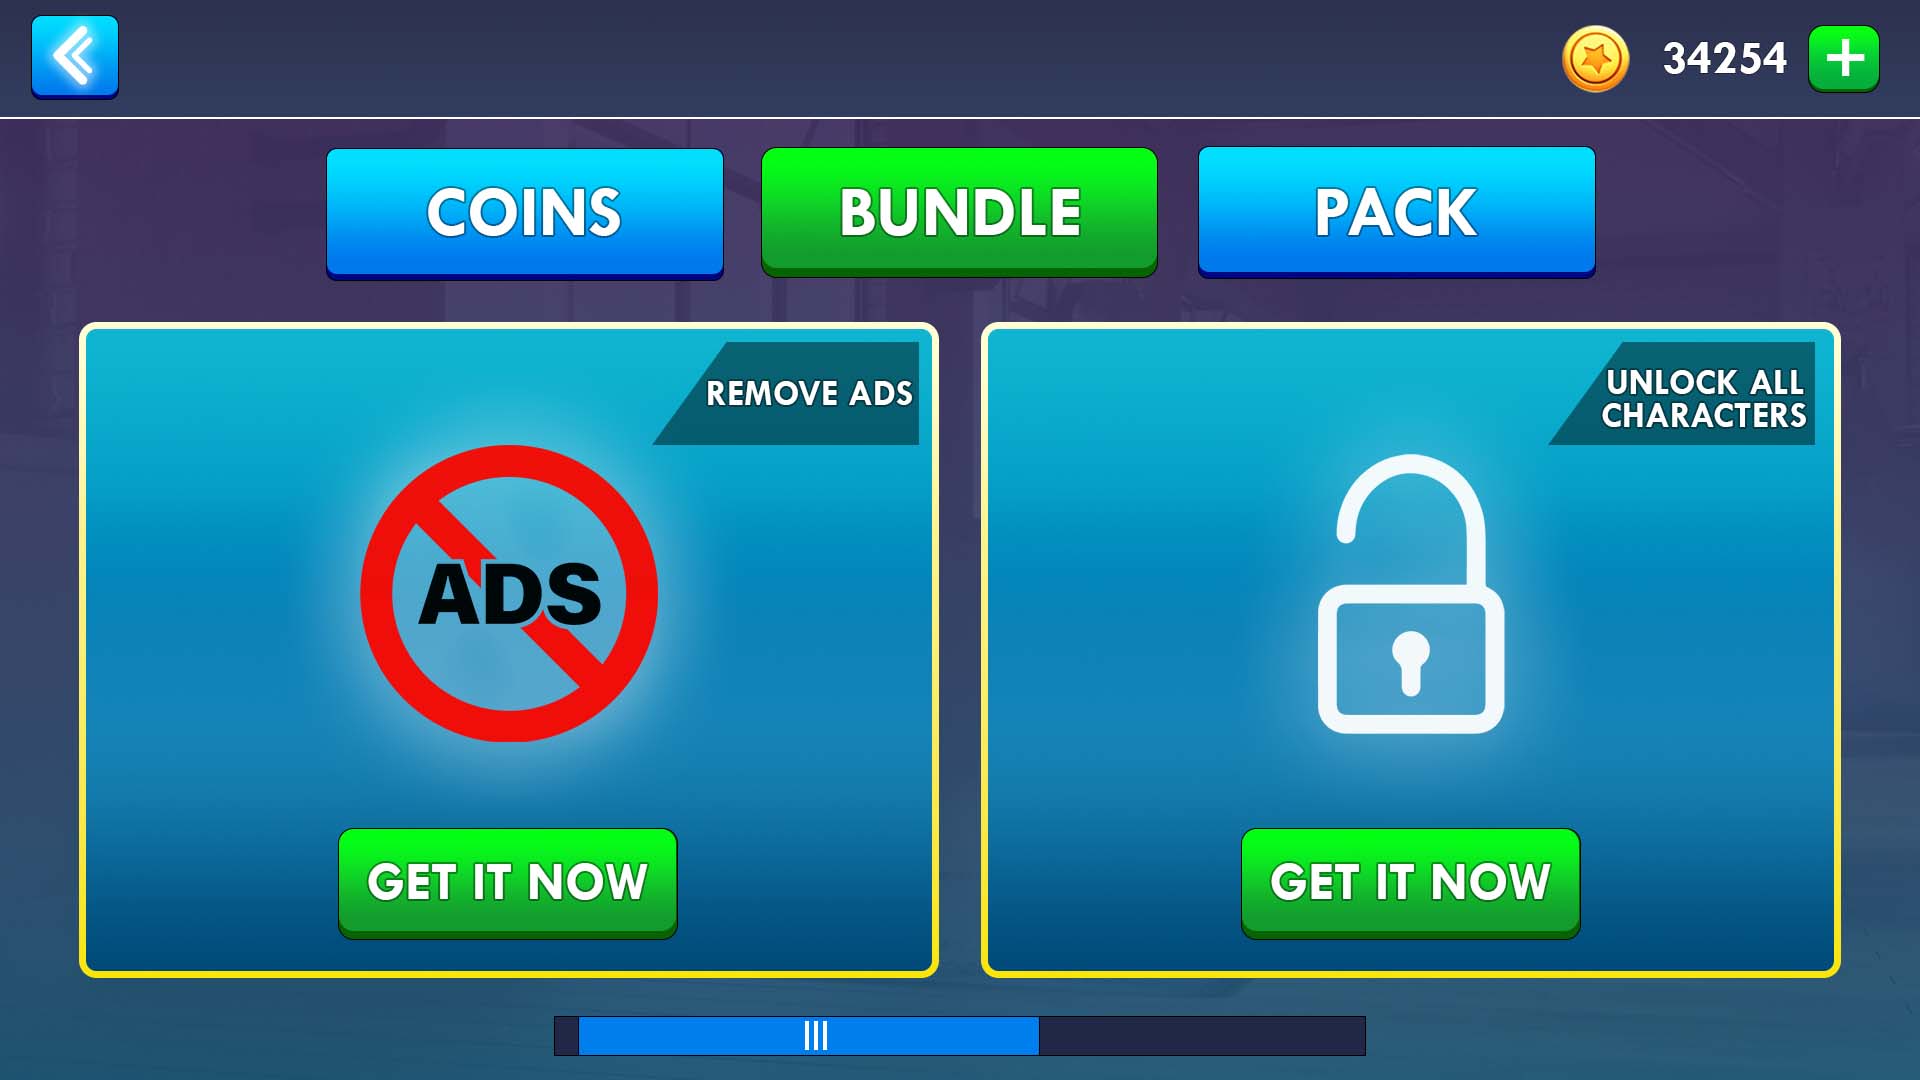 34254
COINS
BUNDLE
PACK
REMOVE ADS
ADS
GET IT NOW
UNLOCK ALL
CHARACTERS
GET IT NOW